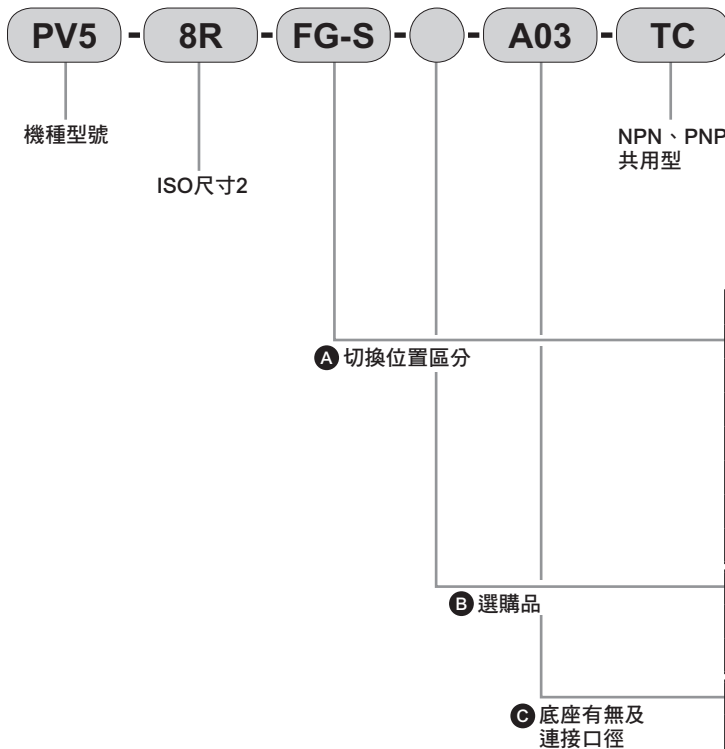 PV5 - 8R - FG-S - - A03 - TC
機種型號
ISO尺寸2
NPN、PNP
共用型
A 切換位置區分
B 選購品
C 底座有無及
連接口徑